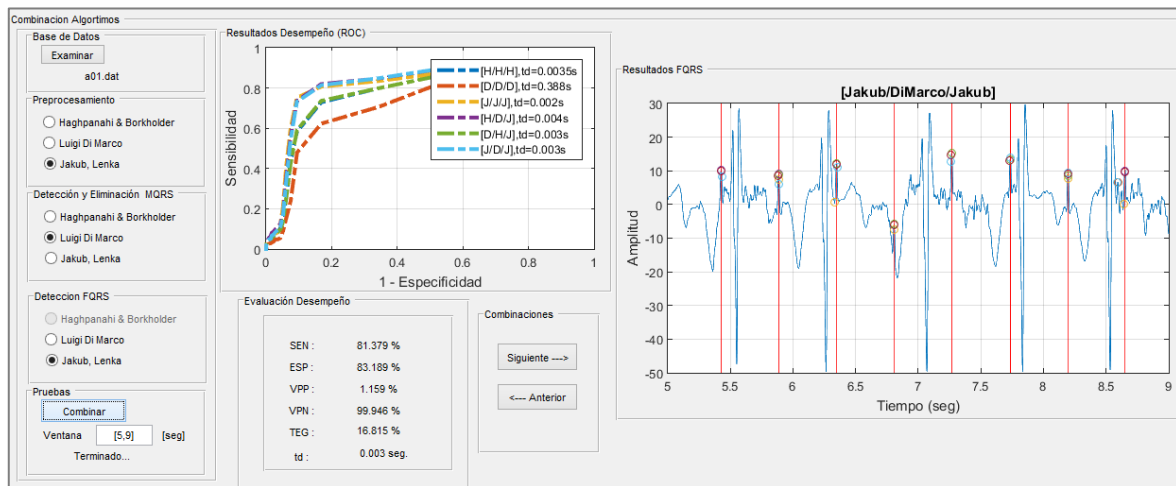 Combinacion Algortimos
Base de Datos
Examinar
a01.dat
Preprocesamiento
Haghpanahi & Borkholder
Luigi Di Marco
Jakub, Lenka
Detección y Eliminación MQRS
Haghpanahi & Borkholder
Luigi Di Marco
Jakub, Lenka
Deteccion FQRS
Haghpanahi & Borkholder
Luigi Di Marco
Jakub, Lenka
Pruebas
Combinar
Ventana [5,9] [seg]
Terminado...
Resultados Desempeño (ROC)
1
0.8
0.6
0.4
0.2
0
Sensibilidad
[H/H/H],td=0.0035s
[D/D/D],td=0.388s
[J/J/J],td=0.002s
[H/D/J],td=0.004s
[D/H/J],td=0.003s
[J/D/J],td=0.003s
0 0.2 0.4 0.6 0.8 1
1 - Especificidad
Evaluación Desempeño
SEN : 81.379 %
ESP : 83.189 %
VPP : 1.159 %
VPN : 99.946 %
TEG : 16.815 %
td : 0.003 seg.
Combinaciones
Siguiente --->
<--- Anterior
Resultados FQRS
[Jakub/DiMarco/Jakub]
30
20
10
0
-10
-20
-30
-40
-50
Amplitud
5 5.5 6 6.5 7 7.5 8 8.5 9
Tiempo (seg)